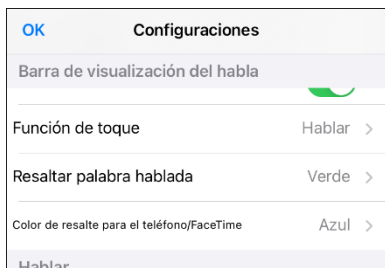 OK Configuraciones
Barra de visualización del habla
Función de toque Hablar
Resaltar palabra hablada Verde
Color de resalte para el teléfono/FaceTime Azul
Hablar